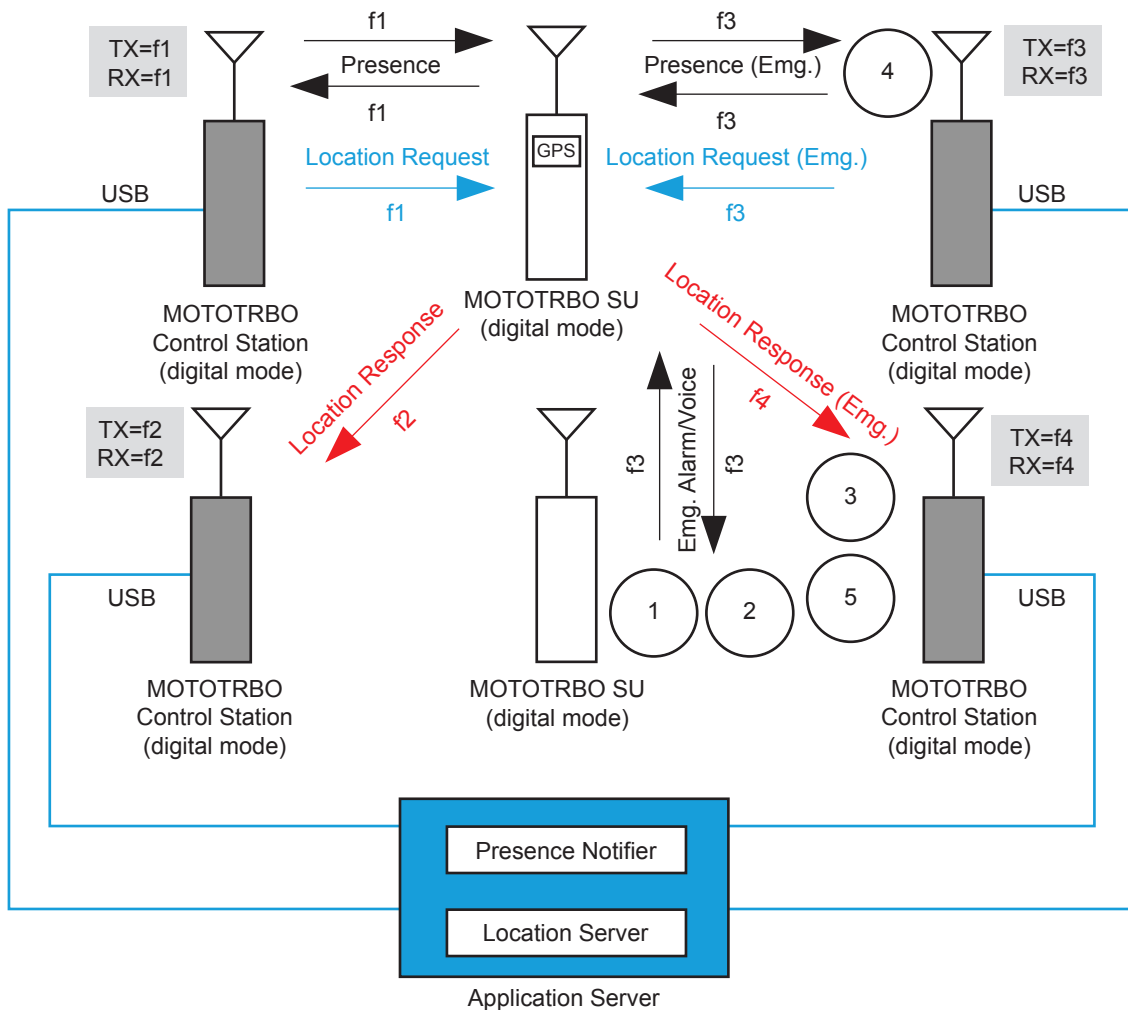 TX=f1
RX=f1
f1
Presence
f1
Location Request
f1
USB
MOTOTRBO
Control Station
(digital mode)
GPS
MOTOTRBO SU
(digital mode)
f3
Presence (Emg.)
f3
Location Request (Emg.)
f3
4
TX=f3
RX=f3
USB
MOTOTRBO
Control Station
(digital mode)
Location Response
f2
Location Response (Emg.)
f4
TX=f2
RX=f2
USB
MOTOTRBO
Control Station
(digital mode)
f3
Emg. Alarm/Voice
f3
1
2
3
5
MOTOTRBO SU
(digital mode)
TX=f4
RX=f4
USB
MOTOTRBO
Control Station
(digital mode)
Presence Notifier
Location Server
Application Server